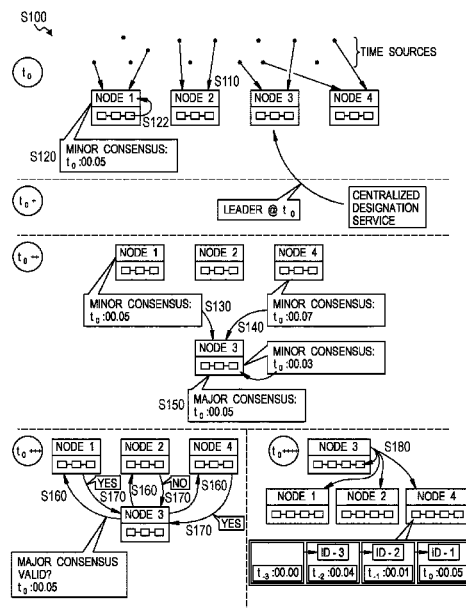 S100
TIME SOURCES
t0
S110
NODE 1
NODE 2
NODE 3
NODE 4
S122
S120
MINOR CONSENSUS:
t0:00.05
t0+
LEADER @ t0
CENTRALIZED
DESIGNATION
SERVICE
t0++
NODE 1
NODE 2
NODE 4
MINOR CONSENSUS:
t0:00.05
S130
MINOR CONSENSUS:
t0:00.07
S140
NODE 3
MINOR CONSENSUS:
t0:00.03
S150
MAJOR CONSENSUS:
t0:00.05
t0+++
NODE 1
NODE 2
NODE 4
YES
NO
S160
S170
S160
S170
S160
NODE 3
S170
YES
MAJOR CONSENSUS
VALID?
t0:00.05
t0++++
NODE 3
S180
NODE 1
NODE 2
NODE 4
ID-3
ID-2
ID-1
t-3:00.00
t-2:00.04
t-1:00.01
t0:00.05